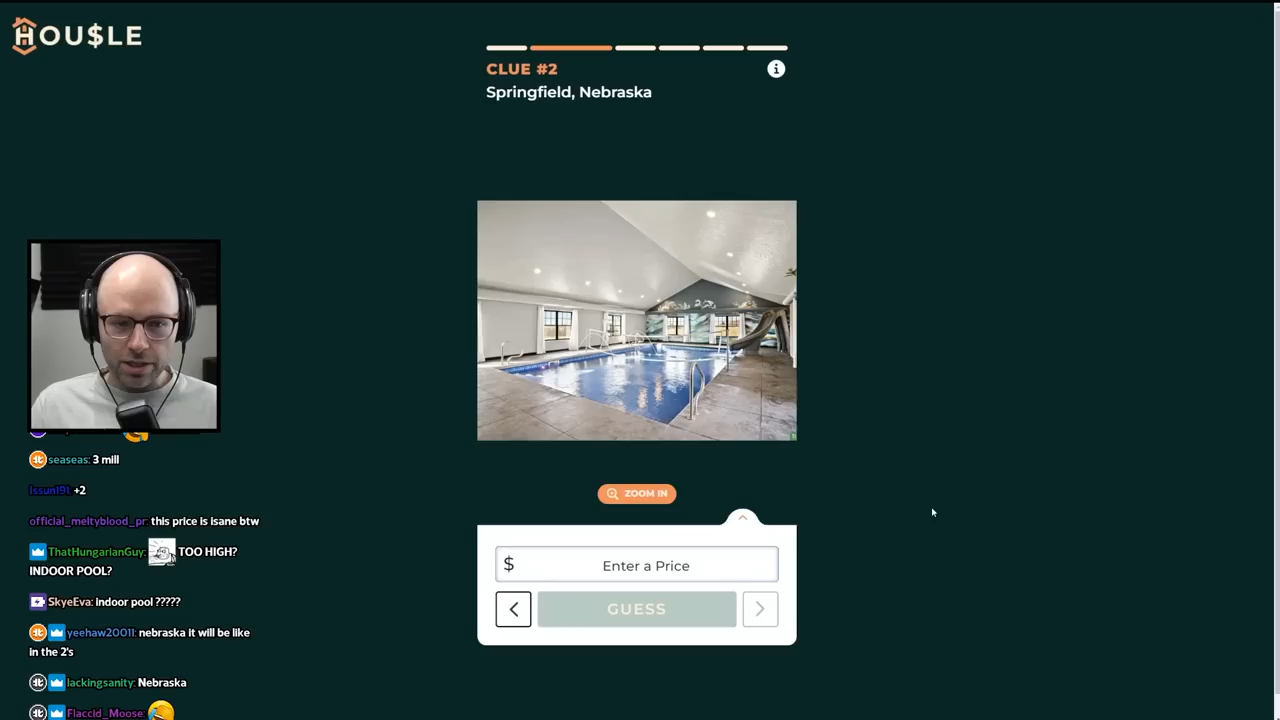 HOU$LE
CLUE #2
Springfield, Nebraska
ZOOM IN
$ Enter a Price
GUESS
seaseas: 3 mill
Issun191: +2
official_meltyblood_pr: this price is isane btw
ThatHungarianGuy: TOO HIGH?
INDOOR POOL?
SkyeEva: indoor pool ?????
yeehaw20011: nebraska it will be like
in the 2's
lackingsanity: Nebraska
Flaccid_Moose: